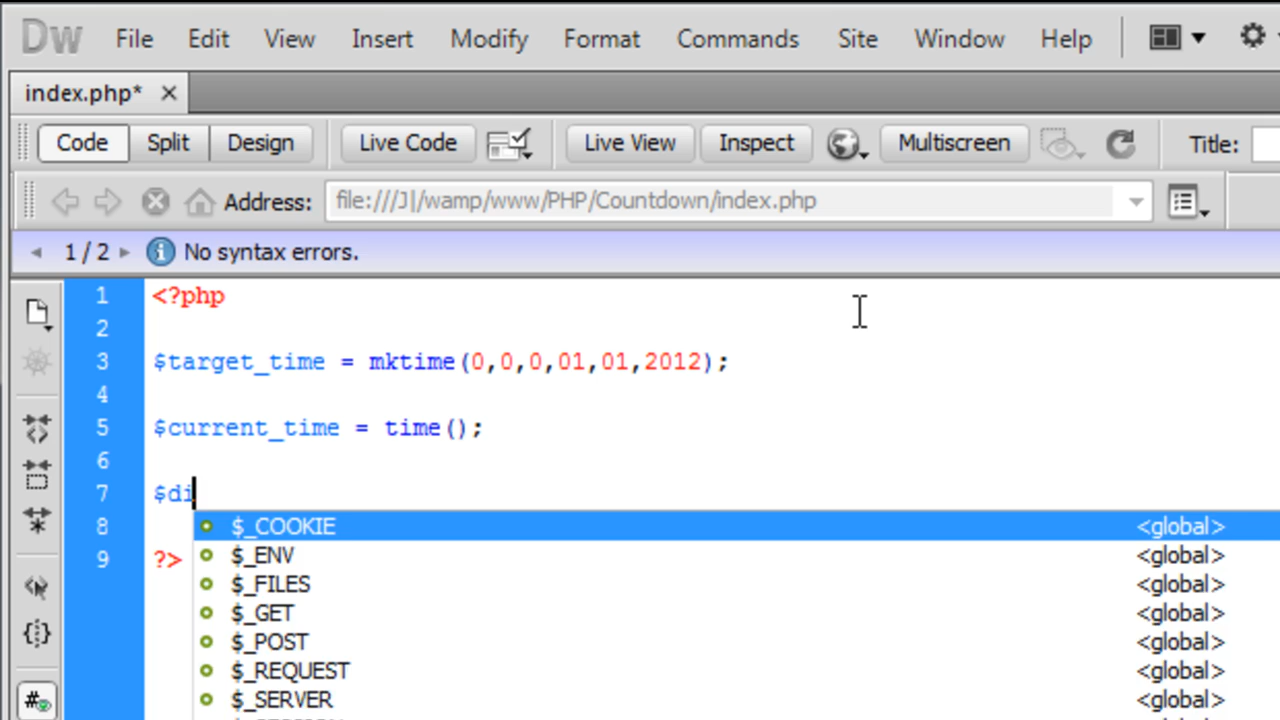 Dw File Edit View Insert Modify Format Commands Site Window Help
index.php*
Code Split Design Live Code Live View Inspect Multiscreen Title:
Address: file:///J|/wamp/www/PHP/Countdown/index.php
1 / 2 No syntax errors.
1 <?php
2
3 $target_time = mktime(0,0,0,01,01,2012);
4
5 $current_time = time();
6
7 $di
8 $_COOKIE <global>
9 ?> $_ENV <global>
$_FILES <global>
$_GET <global>
$_POST <global>
$_REQUEST <global>
$_SERVER <global>